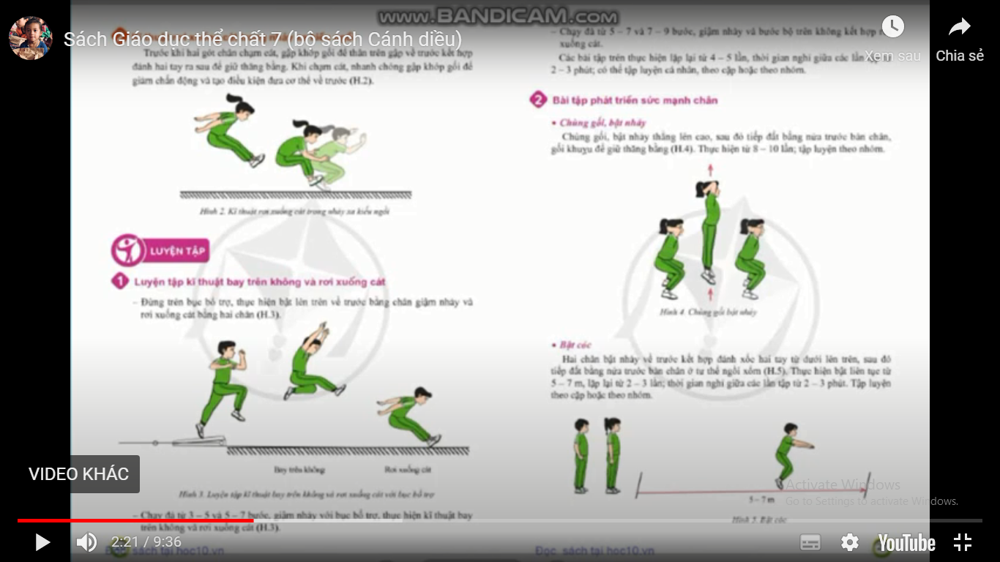 www.BANDICAM.com
Sách Giáo dục thể chất 7 (bộ sách Cánh diều)
Xem sau
Chia sẻ
Trước khi hai gót chân chạm cát, gập khớp gối để thân trên gập về trước kết hợp
đánh hai tay ra sau để giữ thăng bằng. Khi chạm cát, nhanh chóng gập khớp gối để
giảm chấn động và tạo điều kiện đưa cơ thể về trước (H.2).
Hình 2. Kĩ thuật rơi xuống cát trong nhảy xa kiểu ngồi
LUYỆN TẬP
1 Luyện tập kĩ thuật bay trên không và rơi xuống cát
– Đứng trên bục bổ trợ, thực hiện bật lên trên về trước bằng chân giậm nhảy và
rơi xuống cát bằng hai chân (H.3).
Bay trên không
Rơi xuống cát
Hình 3. Luyện tập kĩ thuật bay trên không và rơi xuống cát với bục bổ trợ
– Chạy đà từ 3 – 5 và 5 – 7 bước, giậm nhảy với bục bổ trợ, thực hiện kĩ thuật bay
trên không và rơi xuống cát (H.3).
sách tại hoc10.vn
– Chạy đà từ 5 – 7 và 7 – 9 bước, giậm nhảy và bước bộ trên không kết hợp
xuống cát.
Các bài tập trên thực hiện lặp lại từ 4 – 5 lần, thời gian nghỉ giữa các lần
2 – 3 phút; có thể tập luyện cá nhân, theo cặp hoặc theo nhóm.
2 Bài tập phát triển sức mạnh chân
• Chùng gối, bật nhảy
Chùng gối, bật nhảy thẳng lên cao, sau đó tiếp đất bằng nửa trước bàn chân,
gối khuỵu để giữ thăng bằng (H.4). Thực hiện từ 8 – 10 lần; tập luyện theo nhóm.
Hình 4. Chùng gối bật nhảy
• Bật cóc
Hai chân bật nhảy về trước kết hợp đánh xốc hai tay từ dưới lên trên, sau đó
tiếp đất bằng nửa trước bàn chân ở tư thế ngồi xổm (H.5). Thực hiện bật liên tục từ
5 – 7 m, lặp lại từ 2 – 3 lần; thời gian nghỉ giữa các lần tập từ 2 – 3 phút. Tập luyện
theo cặp hoặc theo nhóm.
5 – 7 m
Hình 5. Bật cóc
Đọc sách tại hoc10.vn
Activate Windows
Go to Settings to activate Windows.
VIDEO KHÁC
2:21 / 9:36
YouTube